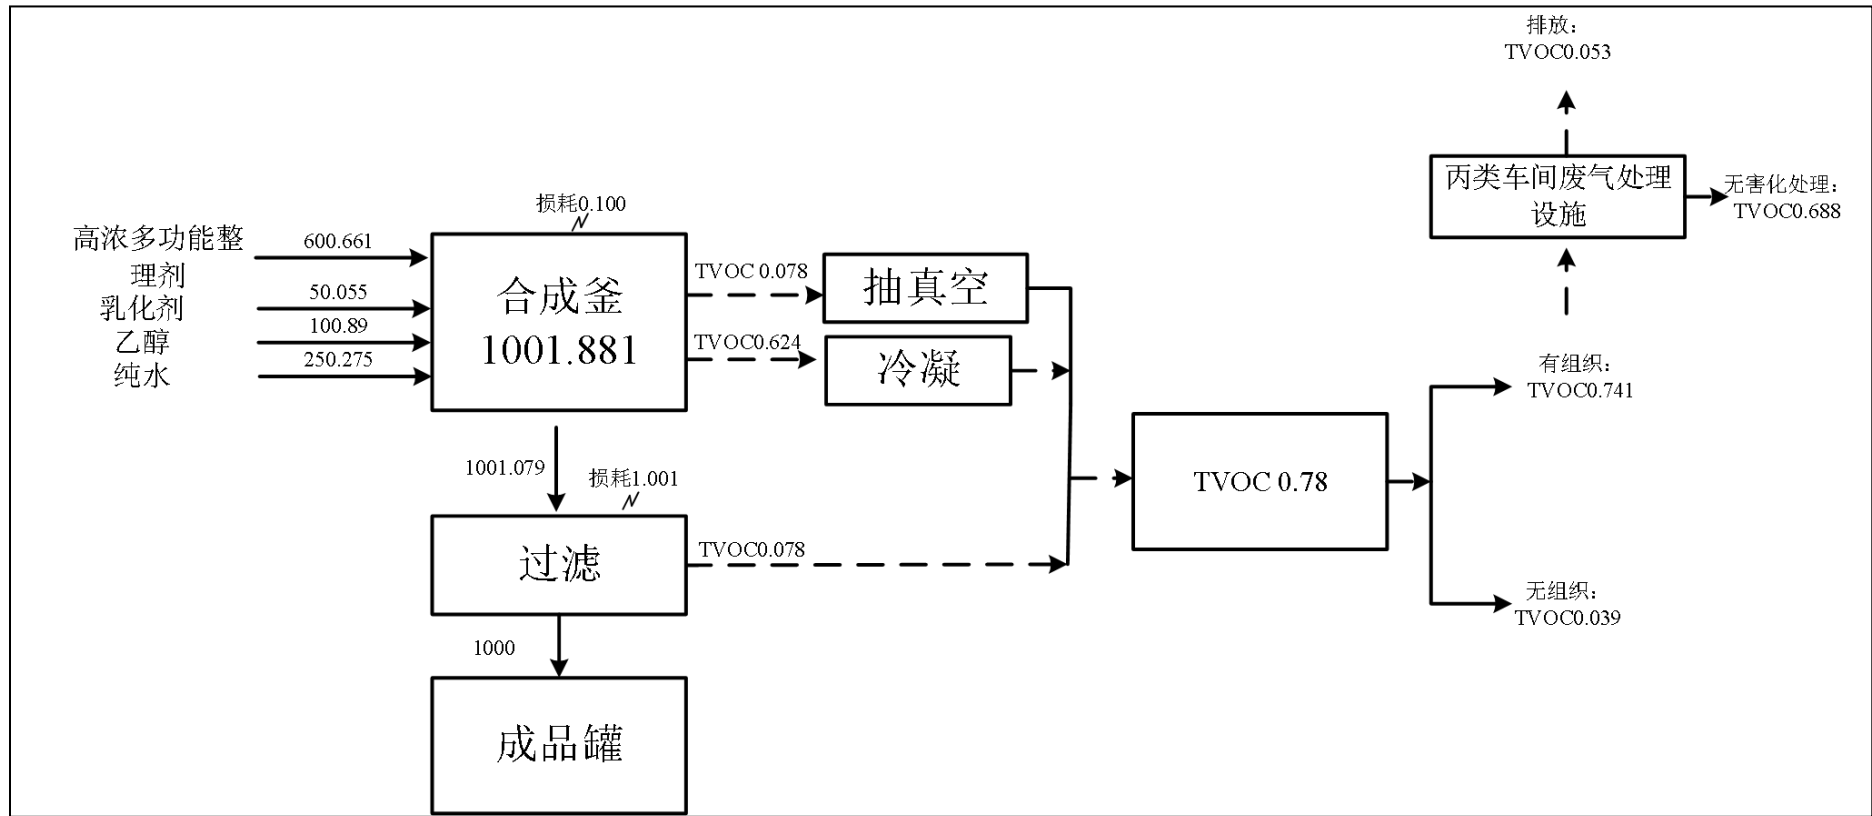 排放：
TVOC0.053
丙类车间废气处理
设施
无害化处理：
TVOC0.688
损耗0.100
高浓多功能整
理剂
600.661
乳化剂
50.055
乙醇
100.89
纯水
250.275
合成釜
1001.881
TVOC 0.078
抽真空
TVOC0.624
冷凝
有组织：
TVOC0.741
1001.079
损耗1.001
TVOC 0.78
过滤
TVOC0.078
无组织：
TVOC0.039
1000
成品罐